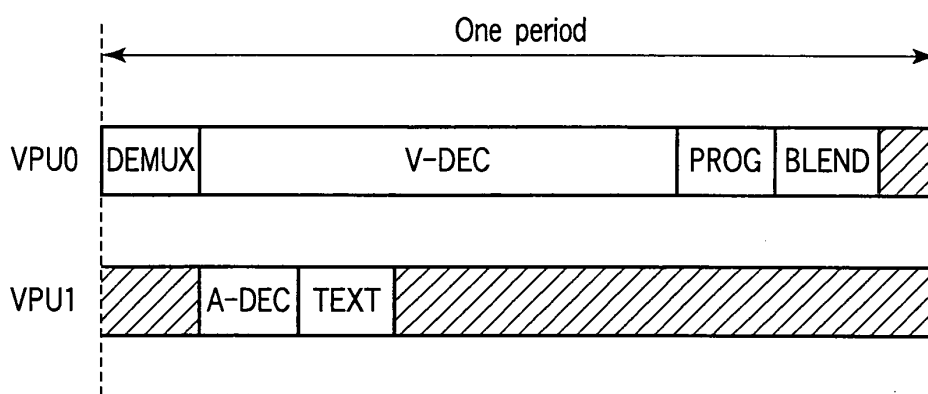 One period
VPU0 DEMUX V-DEC PROG BLEND
VPU1 A-DEC TEXT